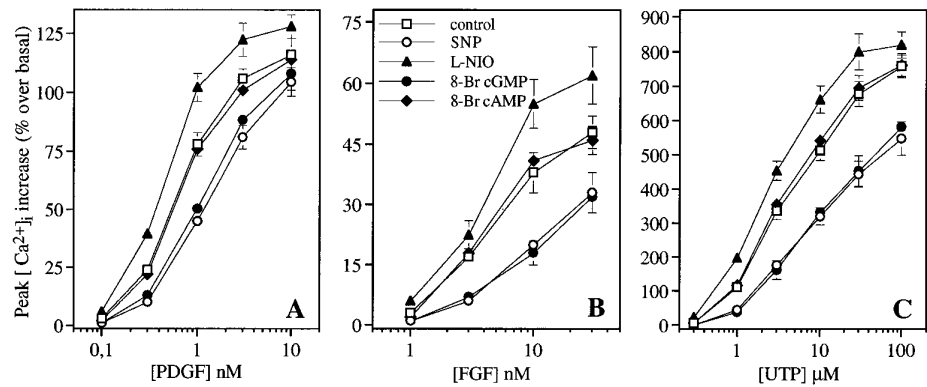 Peak [ Ca2+]i increase (% over basal)
125
100
75
50
25
0
0,1
1
10
[PDGF] nM
A
75
60
45
30
15
0
1
10
[FGF] nM
B
control
SNP
L-NIO
8-Br cGMP
8-Br cAMP
900
800
700
600
500
400
300
200
100
0
1
10
100
[UTP] μM
C